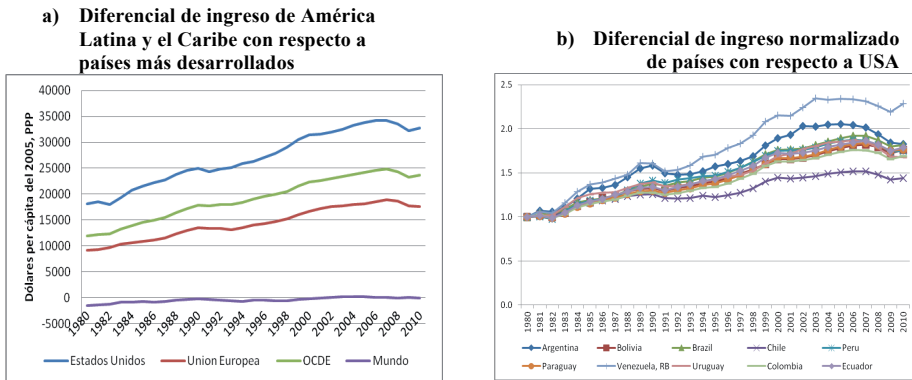 a) Diferencial de ingreso de América
Latina y el Caribe con respecto a
países más desarrollados
Dólares per cápita del 2005, PPP
40000
35000
30000
25000
20000
15000
10000
5000
0
-5000
1980 1982 1984 1986 1988 1990 1992 1994 1996 1998 2000 2002 2004 2006 2008 2010
Estados Unidos Union Europea OCDE Mundo
b) Diferencial de ingreso normalizado
de países con respecto a USA
2.5
2.0
1.5
1.0
0.5
0.0
1980 1981 1982 1983 1984 1985 1986 1987 1988 1989 1990 1991 1992 1993 1994 1995 1996 1997 1998 1999 2000 2001 2002 2003 2004 2005 2006 2007 2008 2009 2010
Argentina Bolivia Brazil Chile Peru
Paraguay Venezuela, RB Uruguay Colombia Ecuador